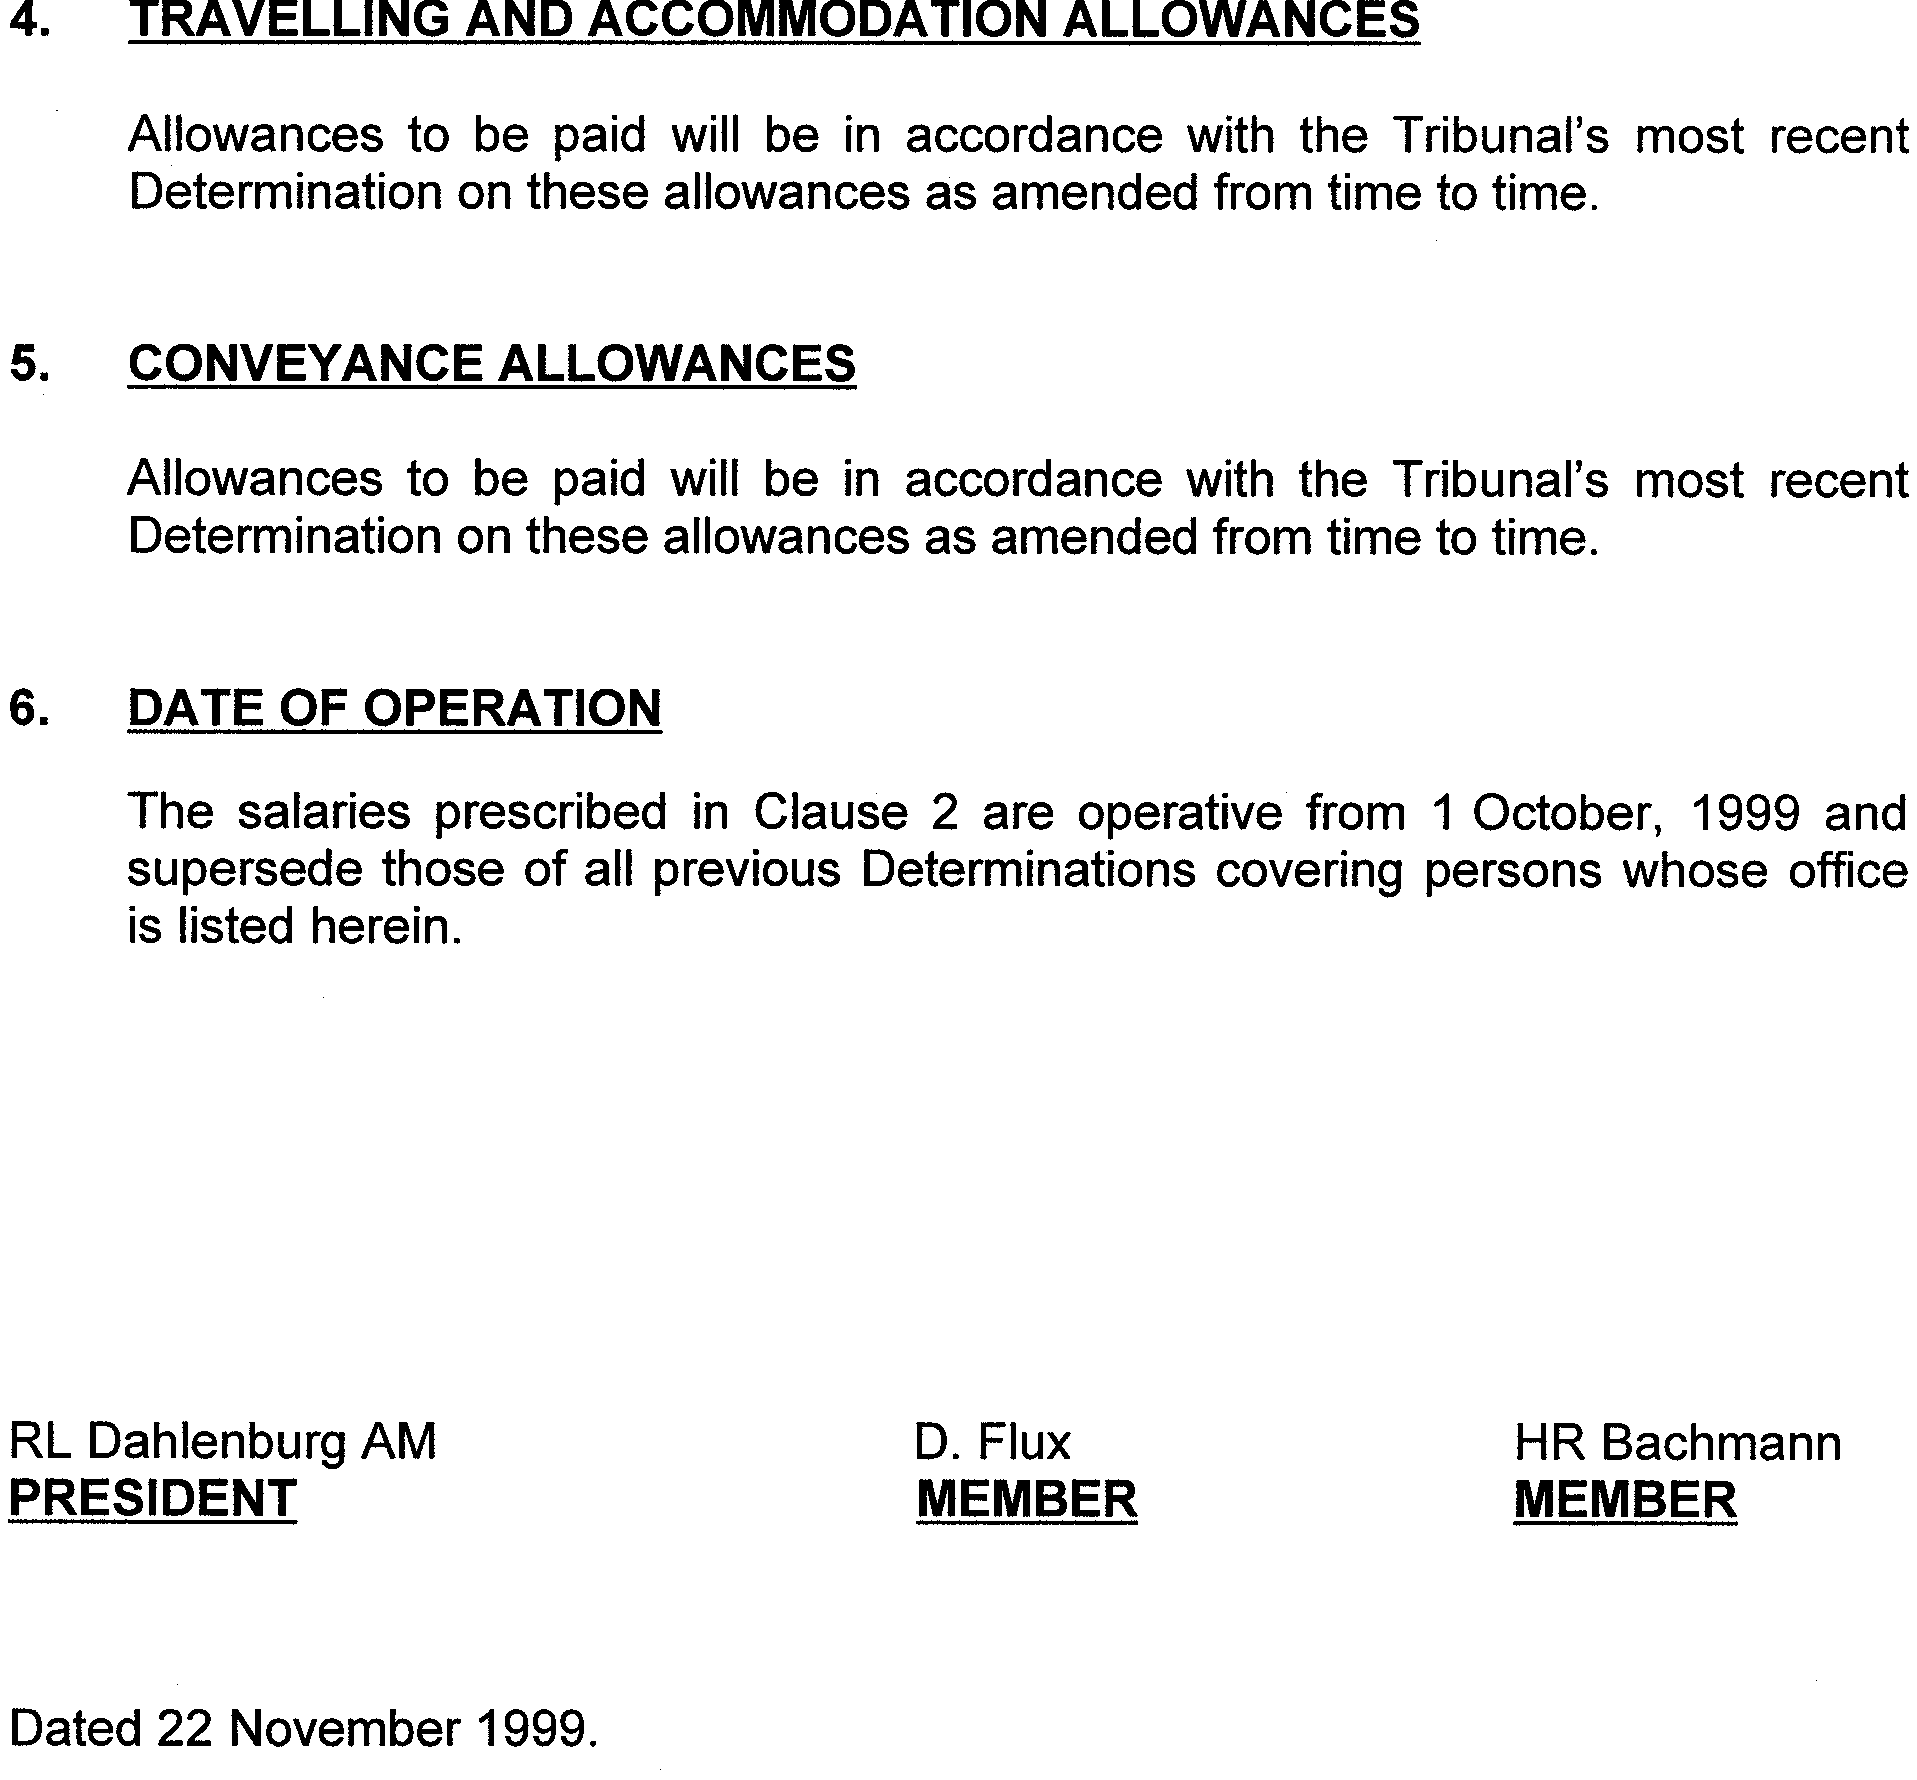 4. TRAVELLING AND ACCOMMODATION ALLOWANCES
Allowances to be paid will be in accordance with the Tribunal's most recent
Determination on these allowances as amended from time to time.
5. CONVEYANCE ALLOWANCES
Allowances to be paid will be in accordance with the Tribunal's most recent
Determination on these allowances as amended from time to time.
6. DATE OF OPERATION
The salaries prescribed in Clause 2 are operative from 1 October, 1999 and
supersede those of all previous Determinations covering persons whose office
is listed herein.
RL Dahlenburg AM D. Flux HR Bachmann
PRESIDENT MEMBER MEMBER
Dated 22 November 1999.